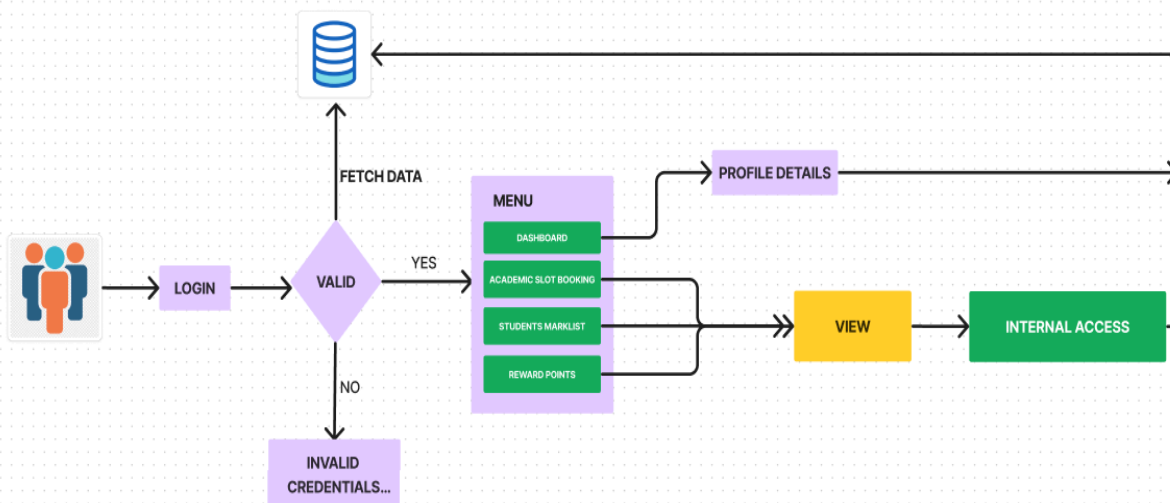 FETCH DATA
PROFILE DETAILS
MENU
DASHBOARD
YES
ACADEMIC SLOT BOOKING
LOGIN
VALID
STUDENTS MARKLIST
VIEW
INTERNAL ACCESS
REWARD POINTS
NO
INVALID
CREDENTIALS...